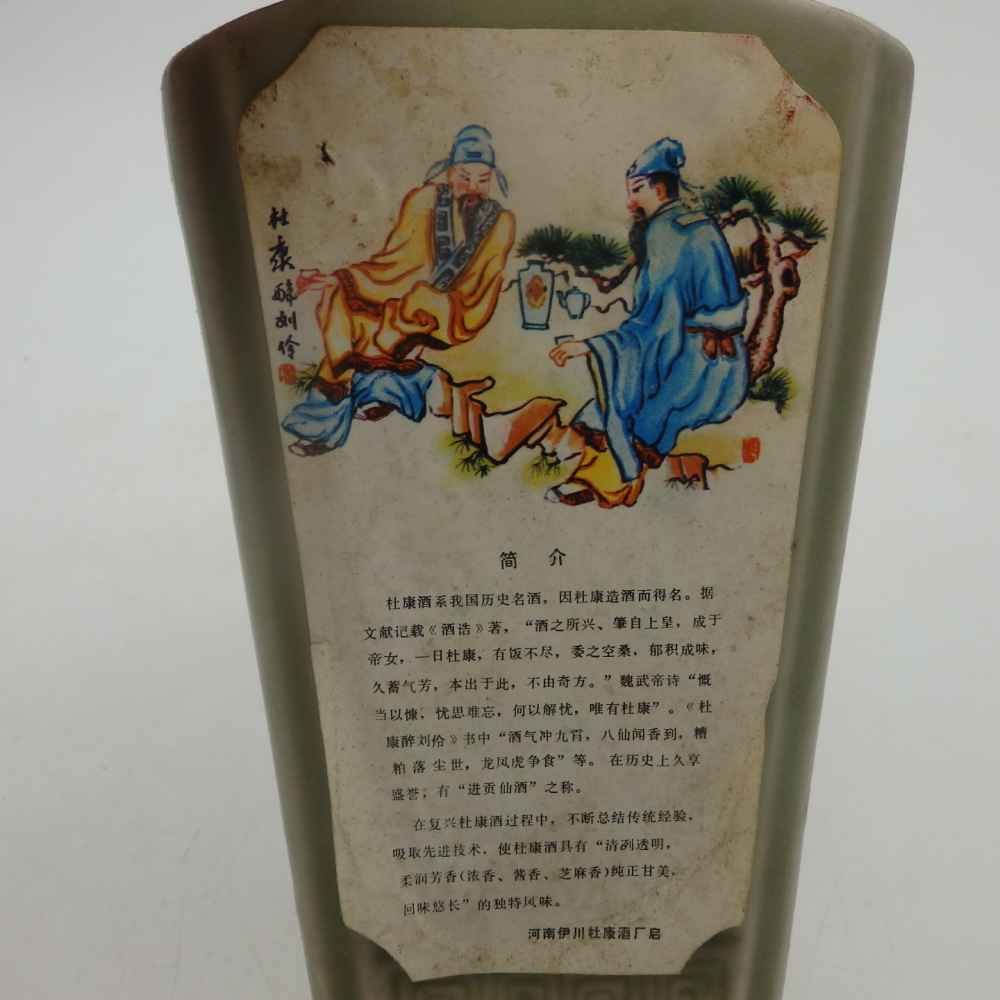 杜康醉刘伶
简介
杜康酒系我国历史名酒，因杜康造酒而得名。据
文献记载《酒浩》著，“酒之所兴、肇自上皇，成于
帝女，一日杜康，有饭不尽，委之空桑，郁积成味，
久蓄气芳，本出于此，不由奇方。”魏武帝诗“慨
当以慷，忧思难忘，何以解忧，唯有杜康”。《杜
康醉刘伶》书中“酒气冲九霄，八仙闻香到，糟
粕落尘世，龙凤虎争食”等。在历史上久享
盛誉，有“进贡仙酒”之称。
在复兴杜康酒过程中，不断总结传统经验，
吸取先进技术，使杜康酒具有“清冽透明，
柔润芳香(浓香、酱香、芝麻香)纯正甘美，
回味悠长”的独特风味。
河南伊川杜康酒厂启